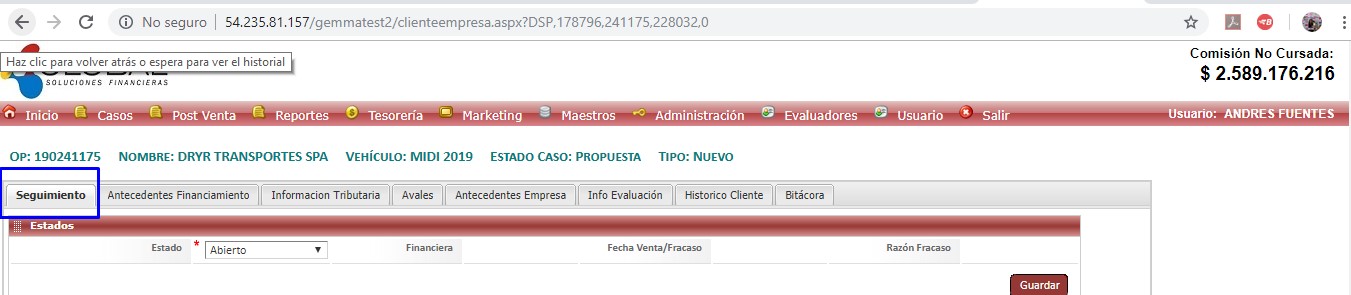 No seguro | 54.235.81.157/gemmatest2/clienteempresa.aspx?DSP,178796,241175,228032,0
Haz clic para volver atrás o espera para ver el historial
GLOBAL
SOLUCIONES FINANCIERAS
Comisión No Cursada:
$ 2.589.176.216
Inicio Casos Post Venta Reportes Tesorería Marketing Maestros Administración Evaluadores Usuario Salir Usuario: ANDRES FUENTES
OP: 190241175 NOMBRE: DRYR TRANSPORTES SPA VEHÍCULO: MIDI 2019 ESTADO CASO: PROPUESTA TIPO: NUEVO
Seguimiento Antecedentes Financiamiento Informacion Tributaria Avales Antecedentes Empresa Info Evaluación Historico Cliente Bitácora
Estados
Estado * Abierto Financiera Fecha Venta/Fracaso Razón Fracaso
Guardar